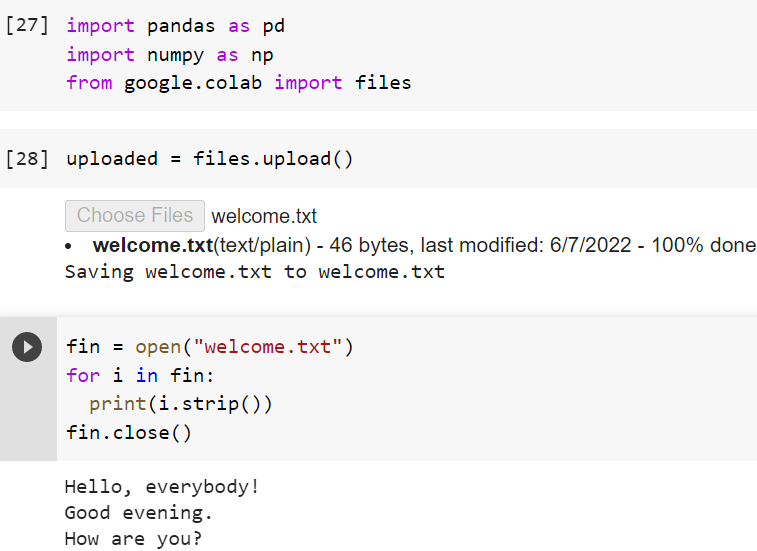 [27] import pandas as pd
import numpy as np
from google.colab import files
[28] uploaded = files.upload()
Choose Files welcome.txt
• welcome.txt(text/plain) - 46 bytes, last modified: 6/7/2022 - 100% done
Saving welcome.txt to welcome.txt
fin = open("welcome.txt")
for i in fin:
  print(i.strip())
fin.close()
Hello, everybody!
Good evening.
How are you?